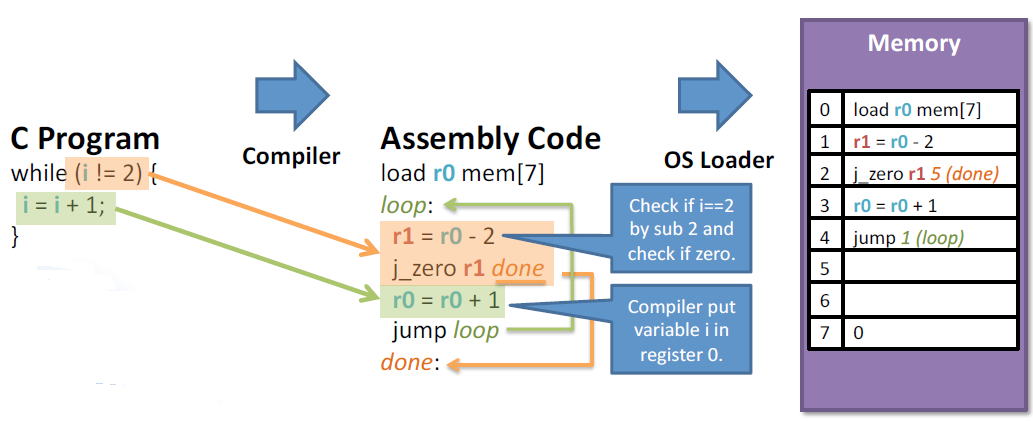 C Program
while (i != 2) {
i = i + 1;
}
Compiler
Assembly Code
load r0 mem[7]
loop:
r1 = r0 - 2
j_zero r1 done
r0 = r0 + 1
jump loop
done:
Check if i==2
by sub 2 and
check if zero.
Compiler put
variable i in
register 0.
OS Loader
Memory
0 load r0 mem[7]
1 r1 = r0 - 2
2 j_zero r1 5 (done)
3 r0 = r0 + 1
4 jump 1 (loop)
5
6
7 0